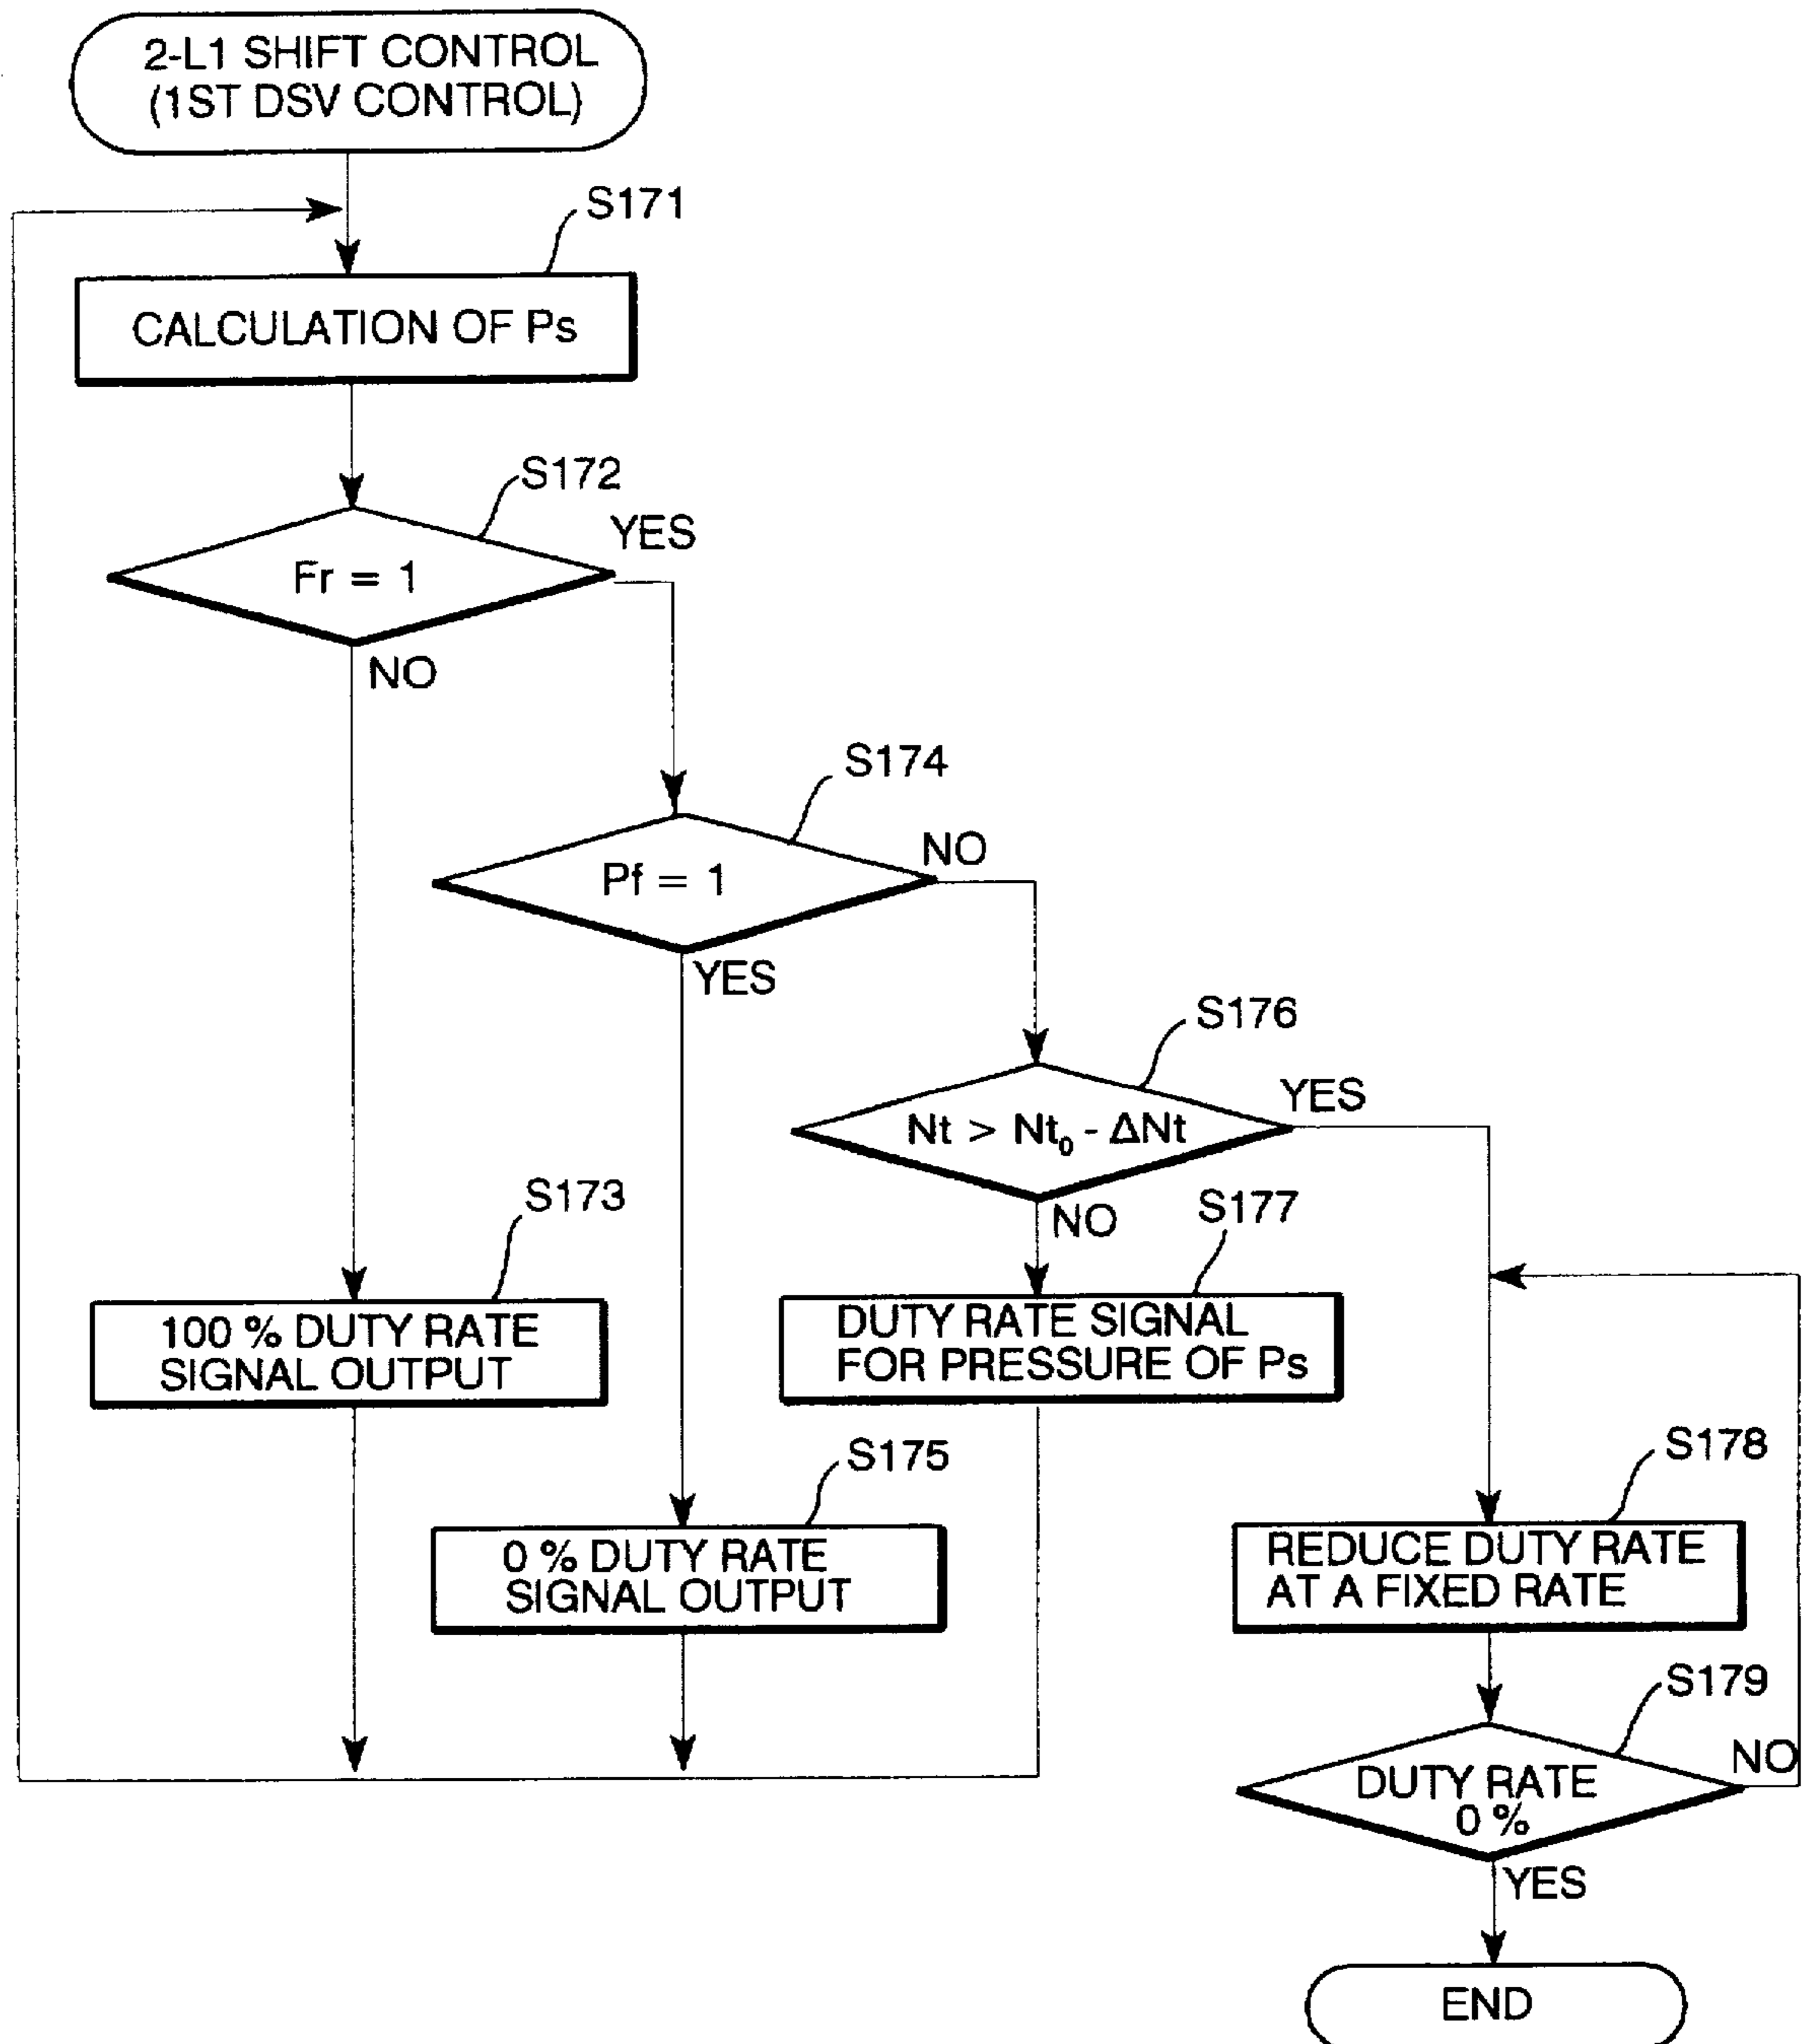 2-L1 SHIFT CONTROL
(1ST DSV CONTROL)
S171
CALCULATION OF Ps
S172
YES
Fr = 1
NO
S174
NO
Pf = 1
YES
S176
YES
Nt > Nt₀ - ΔNt
NO
S177
S173
100 % DUTY RATE
SIGNAL OUTPUT
DUTY RATE SIGNAL
FOR PRESSURE OF Ps
S175
0 % DUTY RATE
SIGNAL OUTPUT
S178
REDUCE DUTY RATE
AT A FIXED RATE
S179
NO
DUTY RATE
0 %
YES
END